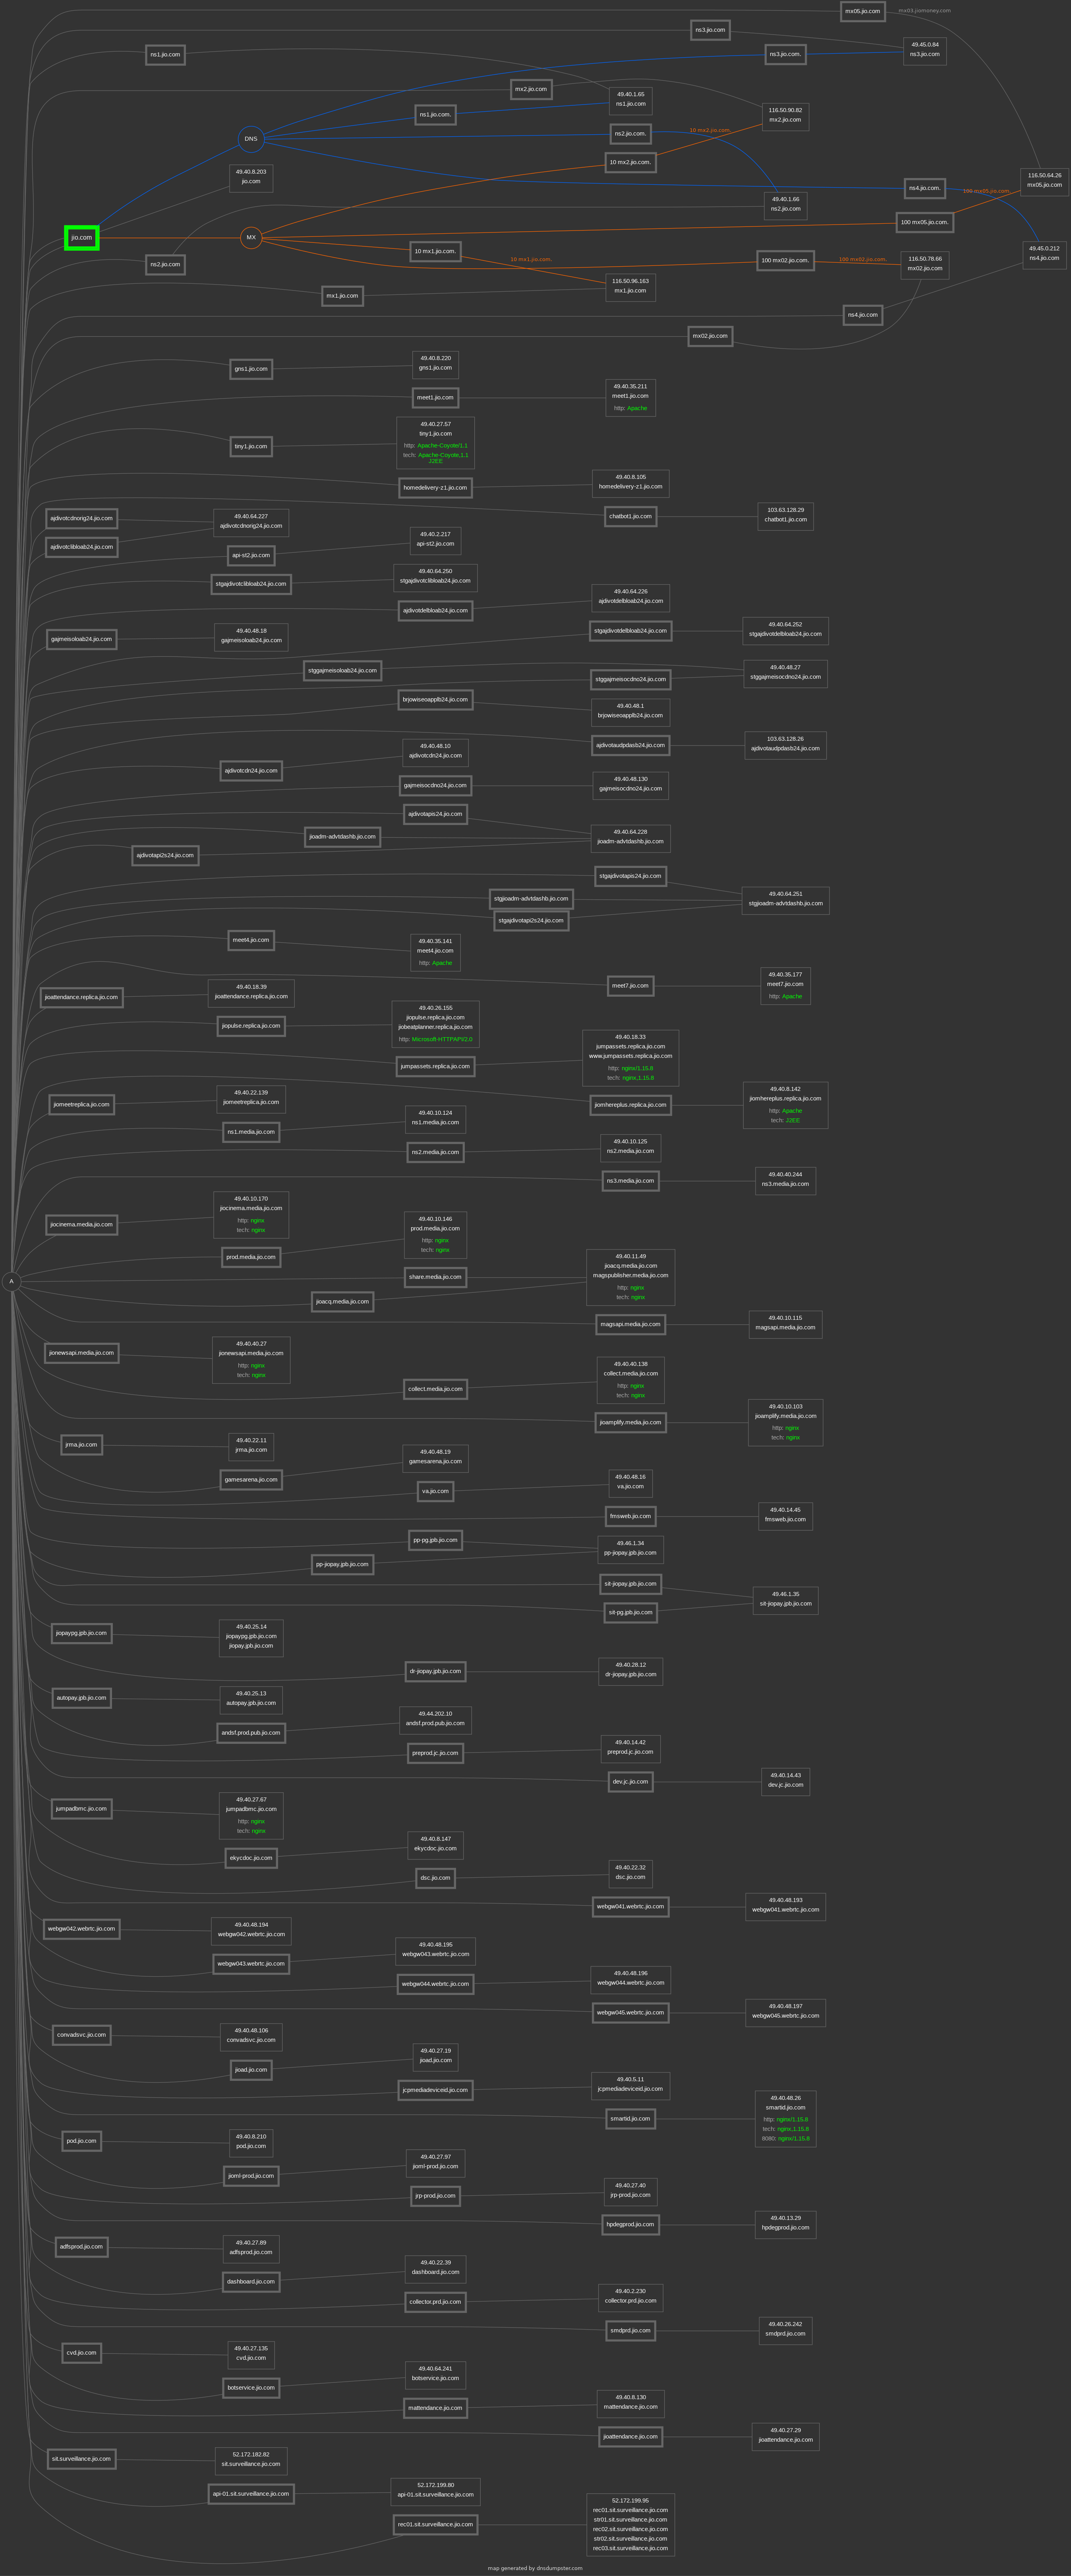 mx05.jio.com
mx03.jiomoney.com
ns3.jio.com
49.45.0.84
ns3.jio.com
ns1.jio.com
ns3.jio.com.
mx2.jio.com
49.40.1.65
ns1.jio.com
ns1.jio.com.
116.50.90.82
mx2.jio.com
DNS
ns2.jio.com.
10 mx2.jio.com.
10 mx2.jio.com.
49.40.8.203
jio.com
116.50.64.26
mx05.jio.com
ns4.jio.com.
100 mx05.jio.com.
49.40.1.66
ns2.jio.com
100 mx05.jio.com.
jio.com
MX
10 mx1.jio.com.
49.45.0.212
ns4.jio.com
ns2.jio.com
10 mx1.jio.com.
100 mx02.jio.com.
100 mx02.jio.com.
116.50.78.66
mx02.jio.com
mx1.jio.com
116.50.96.163
mx1.jio.com
ns4.jio.com
mx02.jio.com
gns1.jio.com
49.40.8.220
gns1.jio.com
meet1.jio.com
49.40.35.211
meet1.jio.com
http: Apache
tiny1.jio.com
49.40.27.57
tiny1.jio.com
http: Apache-Coyote/1.1
tech: Apache-Coyote,1.1
J2EE
homedelivery-z1.jio.com
49.40.8.105
homedelivery-z1.jio.com
chatbot1.jio.com
103.63.128.29
chatbot1.jio.com
ajdivotcdnorig24.jio.com
49.40.64.227
ajdivotcdnorig24.jio.com
ajdivotclibloab24.jio.com
api-st2.jio.com
49.40.2.217
api-st2.jio.com
stgajdivotclibloab24.jio.com
49.40.64.250
stgajdivotclibloab24.jio.com
ajdivotdelbloab24.jio.com
49.40.64.226
ajdivotdelbloab24.jio.com
gajmeisoloab24.jio.com
49.40.48.18
gajmeisoloab24.jio.com
stgajdivotdelbloab24.jio.com
49.40.64.252
stgajdivotdelbloab24.jio.com
stggajmeisoloab24.jio.com
stggajmeisocdno24.jio.com
49.40.48.27
stggajmeisocdno24.jio.com
brjowiseoapplb24.jio.com
49.40.48.1
brjowiseoapplb24.jio.com
ajdivotaudpdasb24.jio.com
103.63.128.26
ajdivotaudpdasb24.jio.com
ajdivotcdn24.jio.com
49.40.48.10
ajdivotcdn24.jio.com
gajmeisocdno24.jio.com
49.40.48.130
gajmeisocdno24.jio.com
ajdivotapis24.jio.com
jioadm-advtdashb.jio.com
49.40.64.228
jioadm-advtdashb.jio.com
ajdivotapi2s24.jio.com
stgajdivotapis24.jio.com
stgjioadm-advtdashb.jio.com
49.40.64.251
stgjioadm-advtdashb.jio.com
stgajdivotapi2s24.jio.com
meet4.jio.com
49.40.35.141
meet4.jio.com
http: Apache
meet7.jio.com
49.40.35.177
meet7.jio.com
http: Apache
jioattendance.replica.jio.com
49.40.18.39
jioattendance.replica.jio.com
jiopulse.replica.jio.com
49.40.26.155
jiopulse.replica.jio.com
jiobeatplanner.replica.jio.com
http: Microsoft-HTTPAPI/2.0
jumpassets.replica.jio.com
49.40.18.33
jumpassets.replica.jio.com
www.jumpassets.replica.jio.com
http: nginx/1.15.8
tech: nginx,1.15.8
jiomeetreplica.jio.com
49.40.22.139
jiomeetreplica.jio.com
jiomhereplus.replica.jio.com
49.40.8.142
jiomhereplus.replica.jio.com
http: Apache
tech: J2EE
ns1.media.jio.com
49.40.10.124
ns1.media.jio.com
ns2.media.jio.com
49.40.10.125
ns2.media.jio.com
ns3.media.jio.com
49.40.40.244
ns3.media.jio.com
jiocinema.media.jio.com
49.40.10.170
jiocinema.media.jio.com
http: nginx
tech: nginx
prod.media.jio.com
49.40.10.146
prod.media.jio.com
http: nginx
tech: nginx
A
share.media.jio.com
jioacq.media.jio.com
49.40.11.49
jioacq.media.jio.com
magspublisher.media.jio.com
http: nginx
tech: nginx
magsapi.media.jio.com
49.40.10.115
magsapi.media.jio.com
jionewsapi.media.jio.com
49.40.40.27
jionewsapi.media.jio.com
http: nginx
tech: nginx
collect.media.jio.com
49.40.40.138
collect.media.jio.com
http: nginx
tech: nginx
jioamplify.media.jio.com
49.40.10.103
jioamplify.media.jio.com
http: nginx
tech: nginx
jrma.jio.com
49.40.22.11
jrma.jio.com
gamesarena.jio.com
49.40.48.19
gamesarena.jio.com
va.jio.com
49.40.48.16
va.jio.com
fmsweb.jio.com
49.40.14.45
fmsweb.jio.com
pp-pg.jpb.jio.com
pp-jiopay.jpb.jio.com
49.46.1.34
pp-jiopay.jpb.jio.com
sit-jiopay.jpb.jio.com
sit-pg.jpb.jio.com
49.46.1.35
sit-jiopay.jpb.jio.com
jiopaypg.jpb.jio.com
49.40.25.14
jiopaypg.jpb.jio.com
jiopay.jpb.jio.com
dr-jiopay.jpb.jio.com
49.40.28.12
dr-jiopay.jpb.jio.com
autopay.jpb.jio.com
49.40.25.13
autopay.jpb.jio.com
andsf.prod.pub.jio.com
49.44.202.10
andsf.prod.pub.jio.com
preprod.jc.jio.com
49.40.14.42
preprod.jc.jio.com
dev.jc.jio.com
49.40.14.43
dev.jc.jio.com
jumpadbmc.jio.com
49.40.27.67
jumpadbmc.jio.com
http: nginx
tech: nginx
ekycdoc.jio.com
49.40.8.147
ekycdoc.jio.com
dsc.jio.com
49.40.22.32
dsc.jio.com
webgw041.webrtc.jio.com
49.40.48.193
webgw041.webrtc.jio.com
webgw042.webrtc.jio.com
49.40.48.194
webgw042.webrtc.jio.com
webgw043.webrtc.jio.com
49.40.48.195
webgw043.webrtc.jio.com
webgw044.webrtc.jio.com
49.40.48.196
webgw044.webrtc.jio.com
webgw045.webrtc.jio.com
49.40.48.197
webgw045.webrtc.jio.com
convadsvc.jio.com
49.40.48.106
convadsvc.jio.com
jioad.jio.com
49.40.27.19
jioad.jio.com
jcpmediadeviceid.jio.com
49.40.5.11
jcpmediadeviceid.jio.com
smartid.jio.com
49.40.48.26
smartid.jio.com
http: nginx/1.15.8
tech: nginx,1.15.8
8080: nginx/1.15.8
pod.jio.com
49.40.8.210
pod.jio.com
jioml-prod.jio.com
49.40.27.97
jioml-prod.jio.com
jrp-prod.jio.com
49.40.27.40
jrp-prod.jio.com
hpdegprod.jio.com
49.40.13.29
hpdegprod.jio.com
adfsprod.jio.com
49.40.27.89
adfsprod.jio.com
dashboard.jio.com
49.40.22.39
dashboard.jio.com
collector.prd.jio.com
49.40.2.230
collector.prd.jio.com
smdprd.jio.com
49.40.26.242
smdprd.jio.com
cvd.jio.com
49.40.27.135
cvd.jio.com
botservice.jio.com
49.40.64.241
botservice.jio.com
mattendance.jio.com
49.40.8.130
mattendance.jio.com
jioattendance.jio.com
49.40.27.29
jioattendance.jio.com
sit.surveillance.jio.com
52.172.182.82
sit.surveillance.jio.com
api-01.sit.surveillance.jio.com
52.172.199.80
api-01.sit.surveillance.jio.com
rec01.sit.surveillance.jio.com
52.172.199.95
rec01.sit.surveillance.jio.com
str01.sit.surveillance.jio.com
rec02.sit.surveillance.jio.com
str02.sit.surveillance.jio.com
rec03.sit.surveillance.jio.com
map generated by dnsdumpster.com